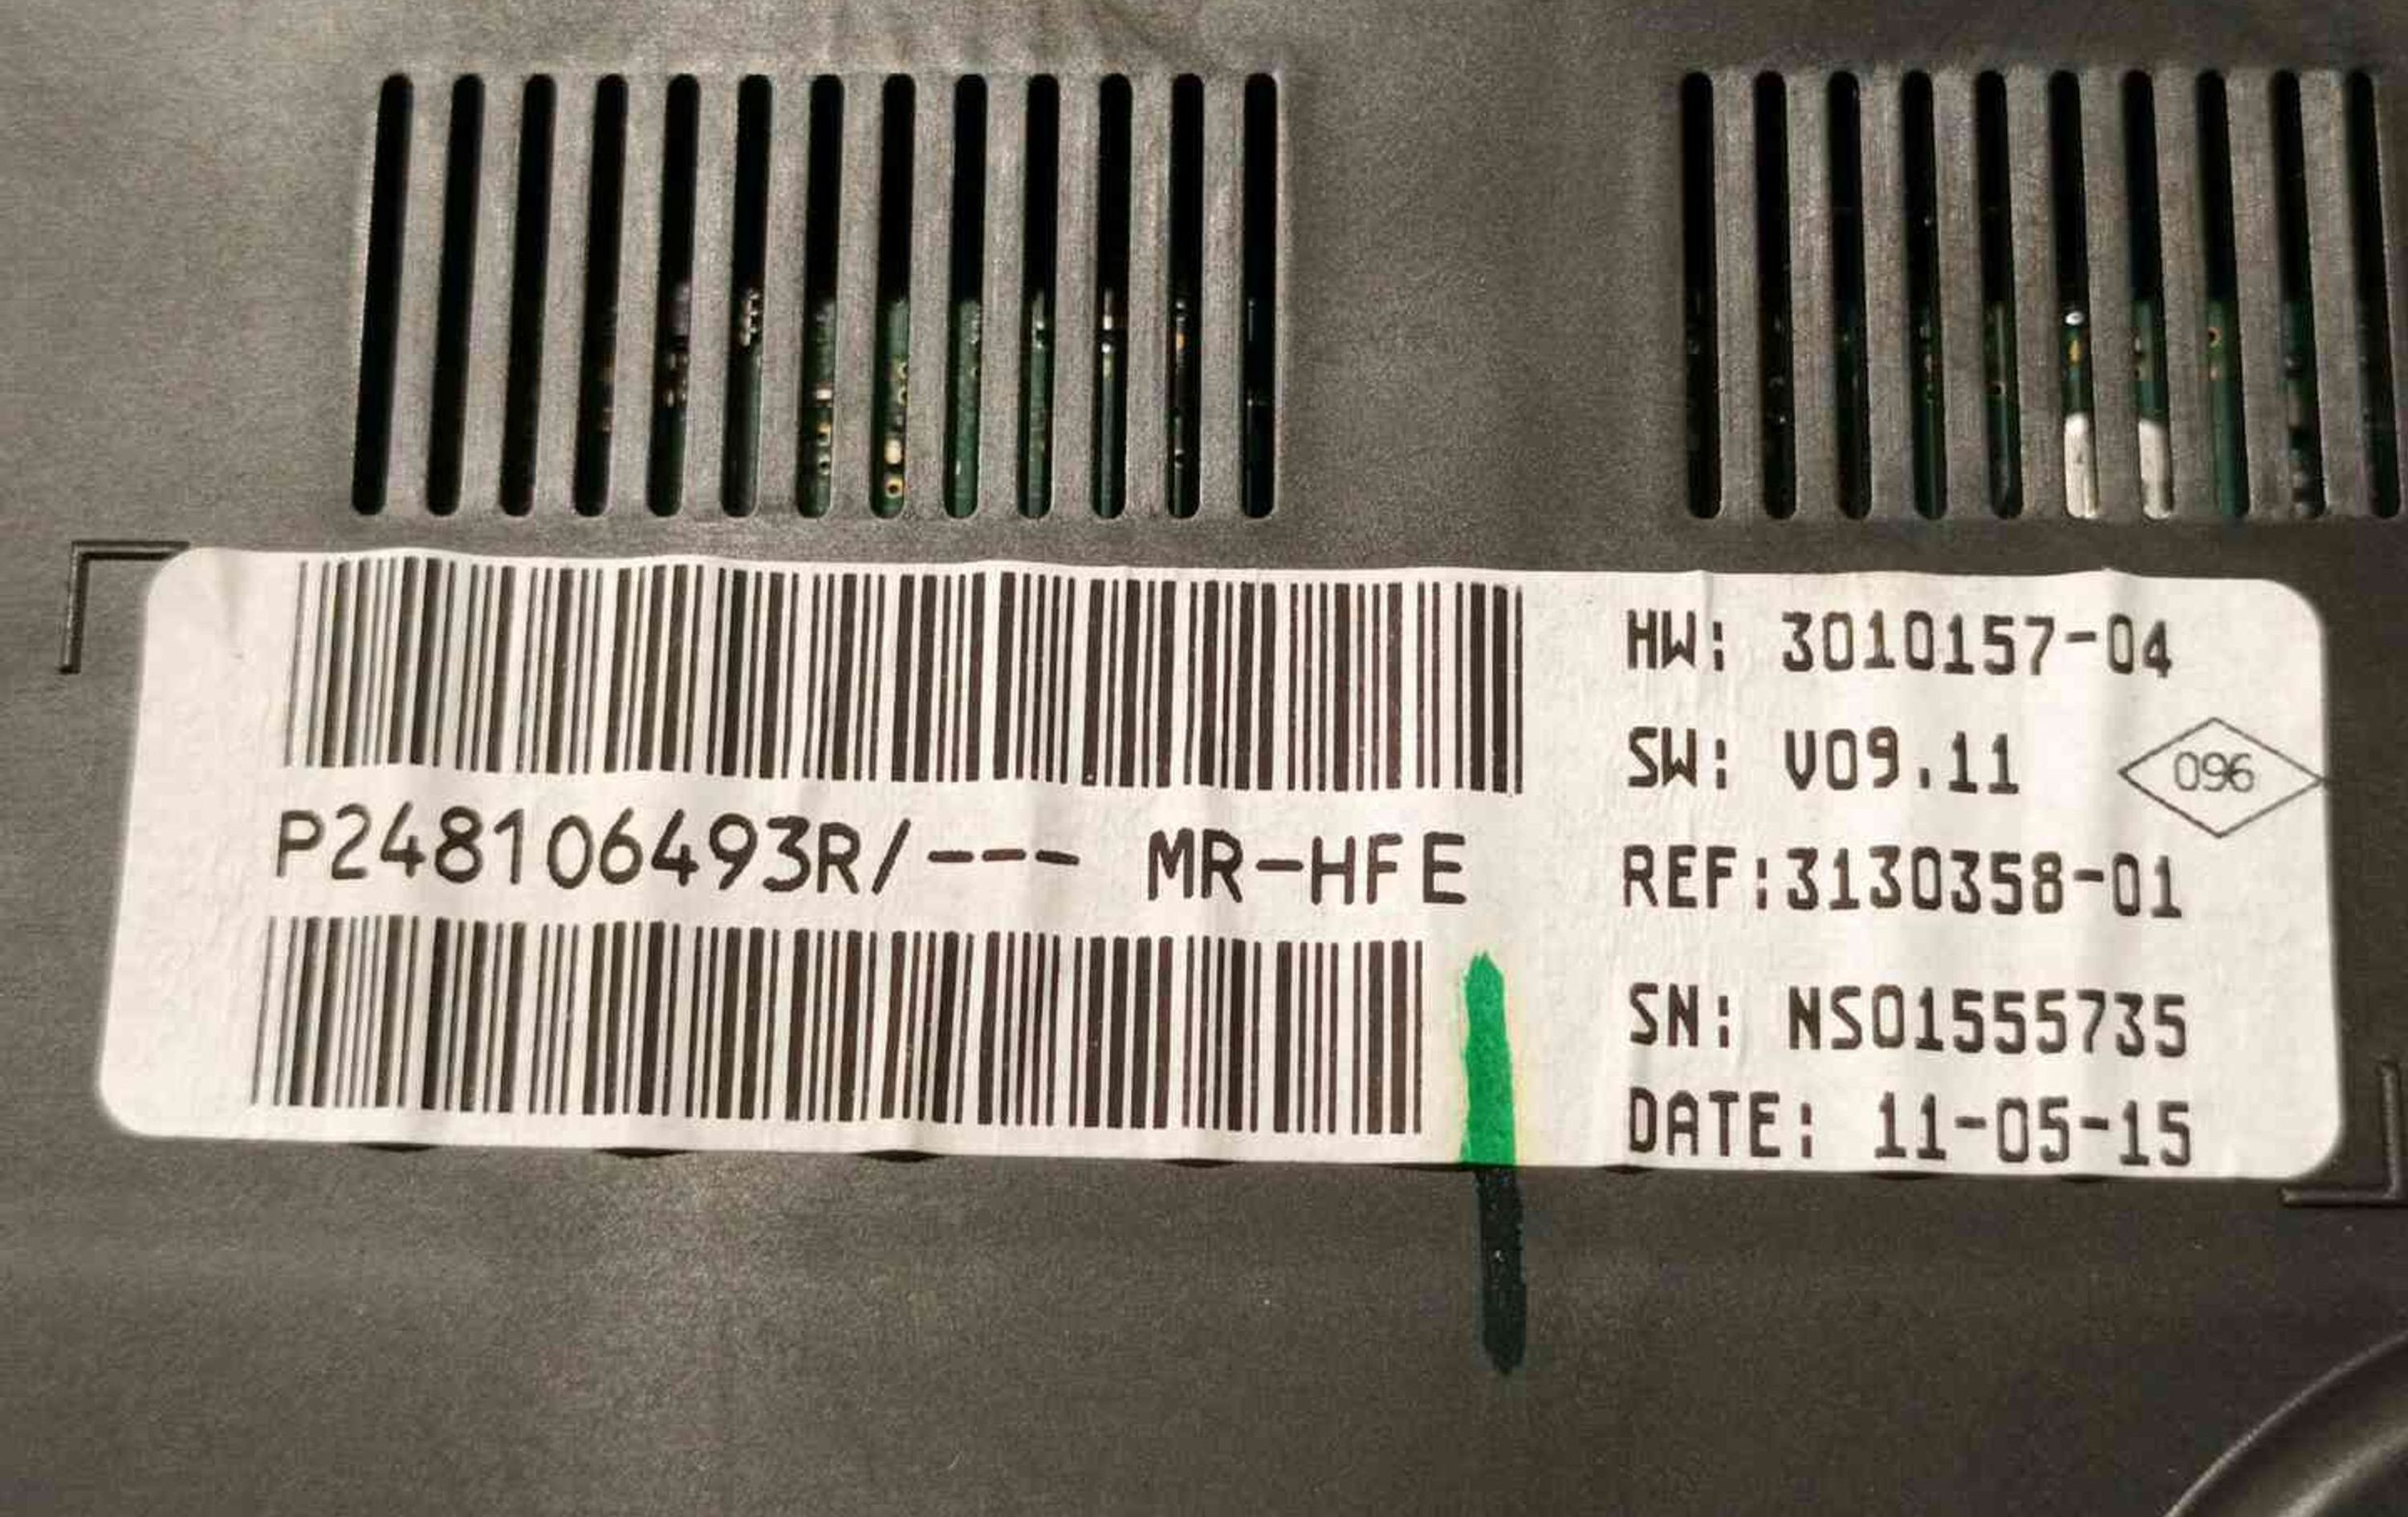 P248106493R/--- MR-HFE
HW: 3010157-04
SW: V09.11
096
REF:3130358-01
SN: NS01555735
DATE: 11-05-15